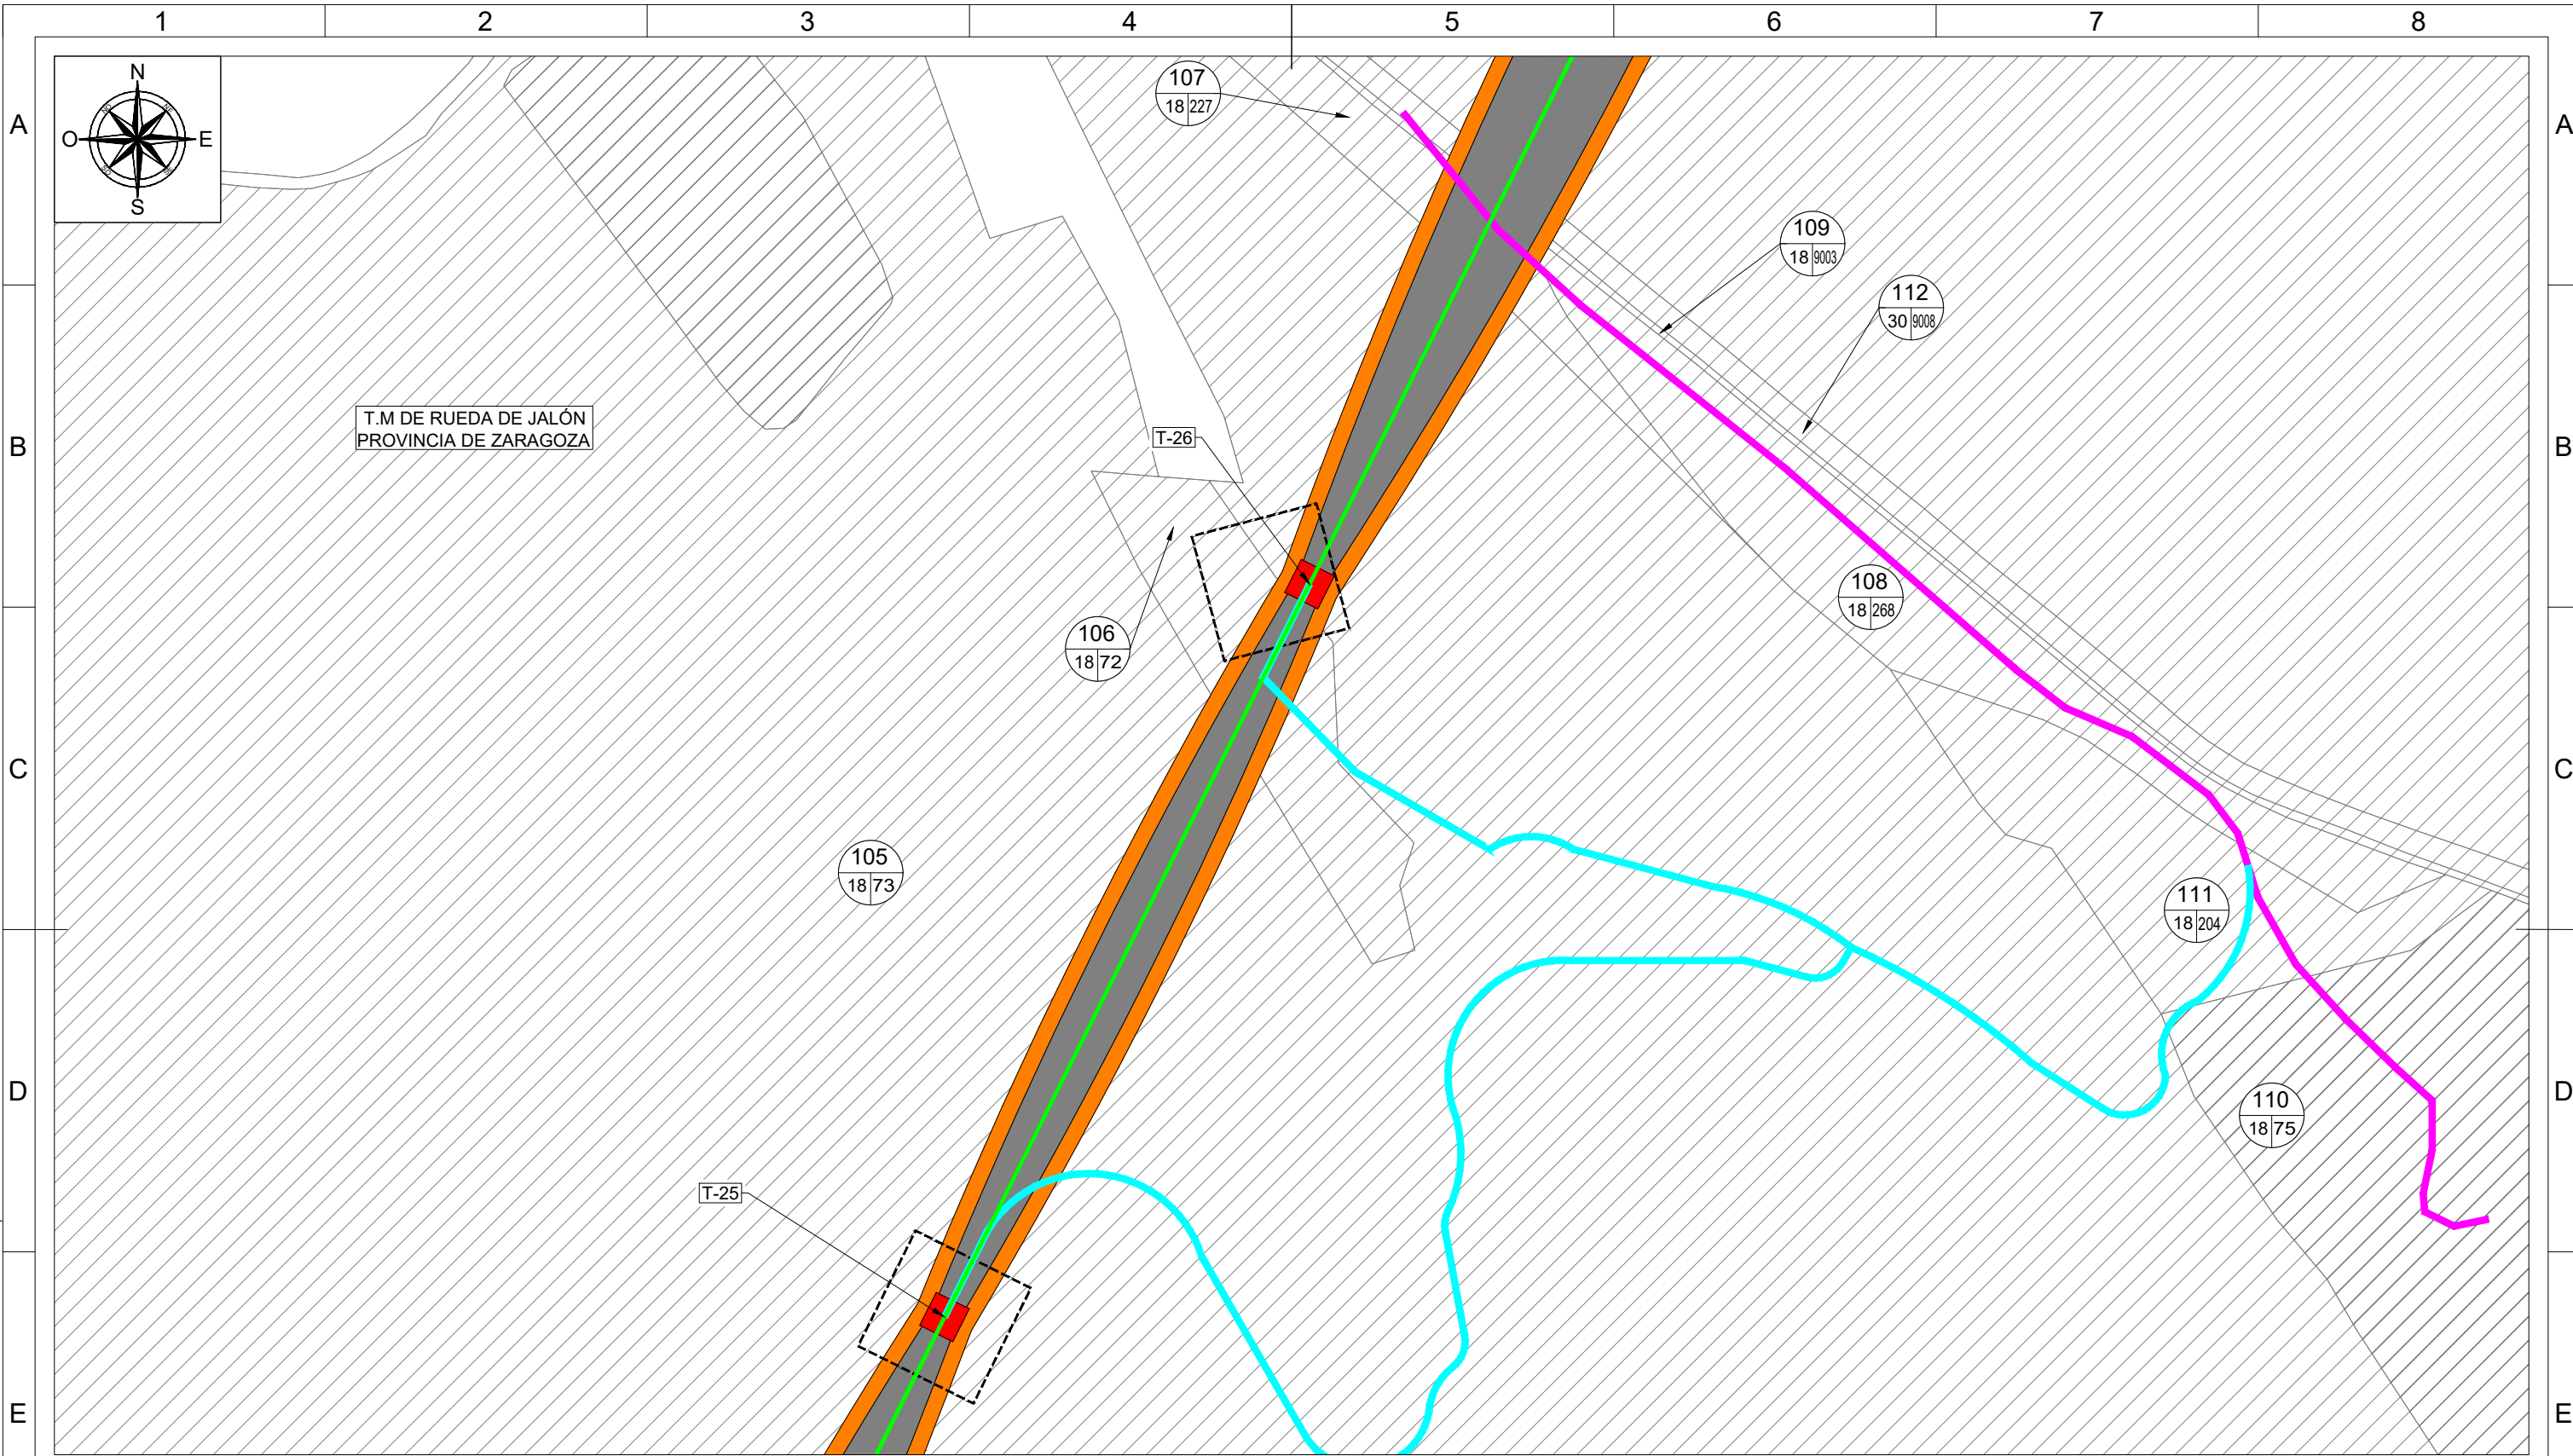 1 2 3 4 5 6 7 8
A A
N
O E
S
107
18 227
109
18 9003
112
30 9008
T.M DE RUEDA DE JALÓN
PROVINCIA DE ZARAGOZA
B B
T-26
108
18 268
106
18 72
C C
105
18 73
111
18 204
D D
110
18 75
T-25
E E